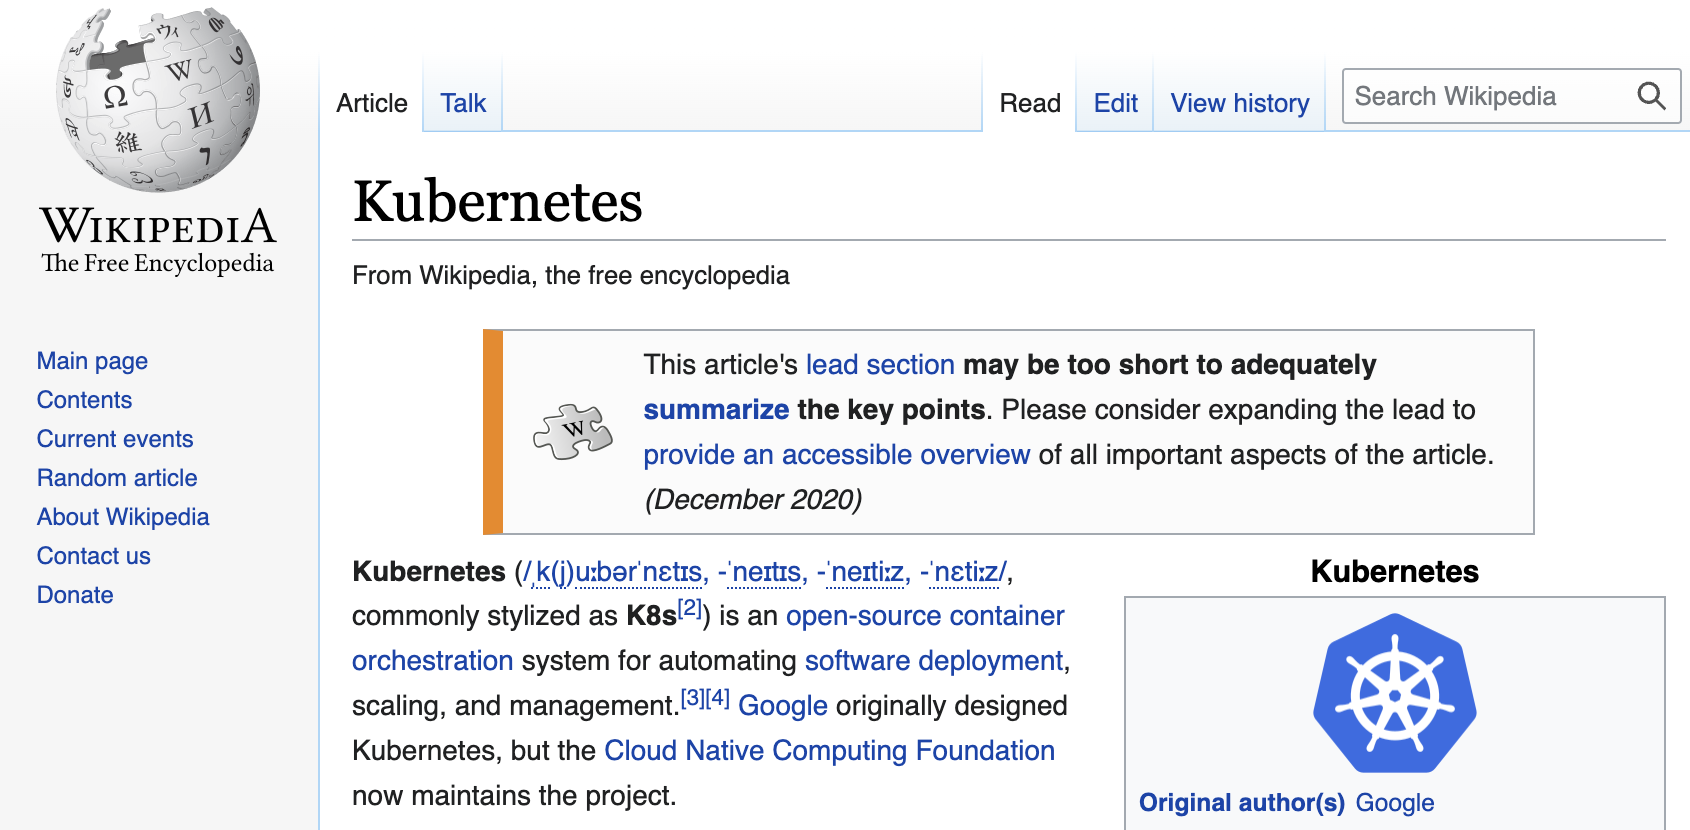 WIKIPEDIA
The Free Encyclopedia
Main page
Contents
Current events
Random article
About Wikipedia
Contact us
Donate
Article Talk Read Edit View history Search Wikipedia
Kubernetes
From Wikipedia, the free encyclopedia
This article's lead section may be too short to adequately
summarize the key points. Please consider expanding the lead to
provide an accessible overview of all important aspects of the article.
(December 2020)
Kubernetes (/ˌk(j)uːbərˈnɛtɪs, -ˈneɪtɪs, -ˈneɪtiːz, -ˈnɛtiːz/,
commonly stylized as K8s[2]) is an open-source container
orchestration system for automating software deployment,
scaling, and management.[3][4] Google originally designed
Kubernetes, but the Cloud Native Computing Foundation
now maintains the project.
Kubernetes
Original author(s) Google